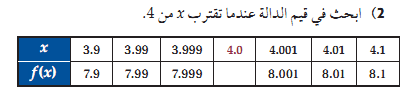 2) ابحث في قيم الدالة عندما تقترب x من 4.
x 3.9 3.99 3.999 4.0 4.001 4.01 4.1
f(x) 7.9 7.99 7.999 8.001 8.01 8.1